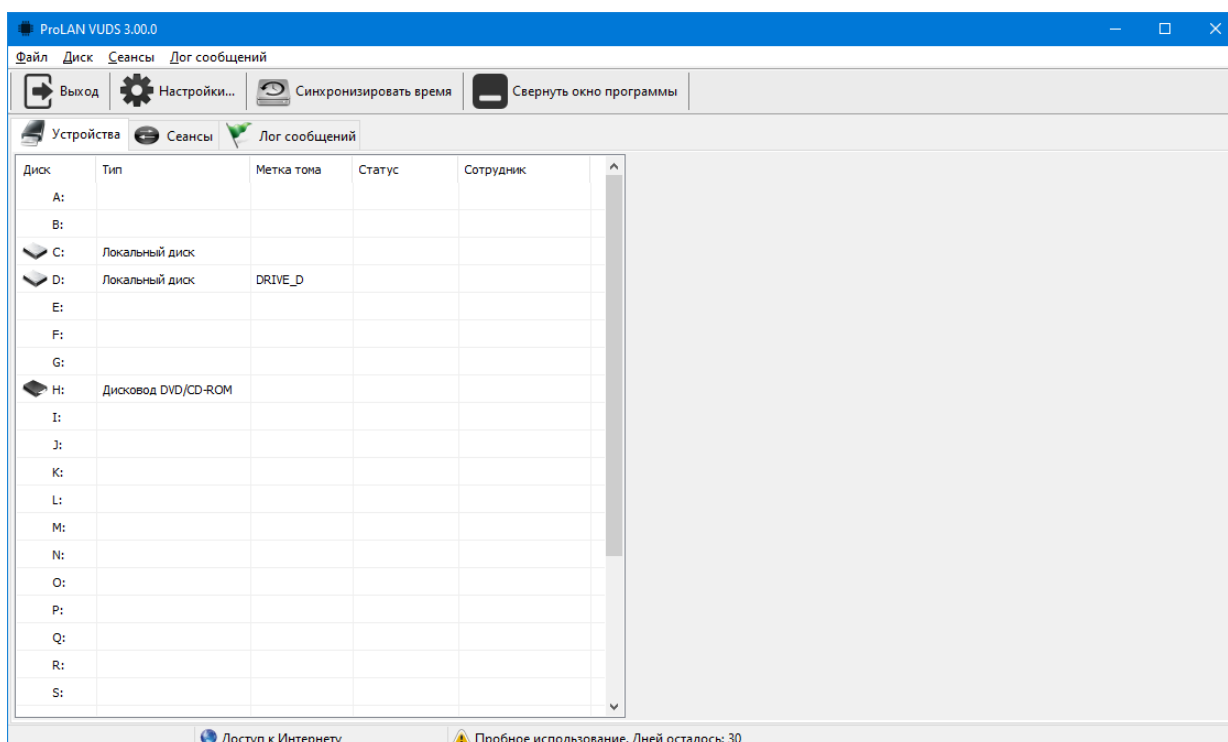 ProLAN VUDS 3.00.0
Файл Диск Сеансы Лог сообщений
Выход Настройки... Синхронизировать время Свернуть окно программы
Устройства Сеансы Лог сообщений
Диск Тип Метка тома Статус Сотрудник
A:
B:
C: Локальный диск
D: Локальный диск DRIVE_D
E:
F:
G:
H: Дисковод DVD/CD-ROM
I:
J:
K:
L:
M:
N:
O:
P:
Q:
R:
S:
Доступ к Интернету Пробное использование. Дней осталось: 30